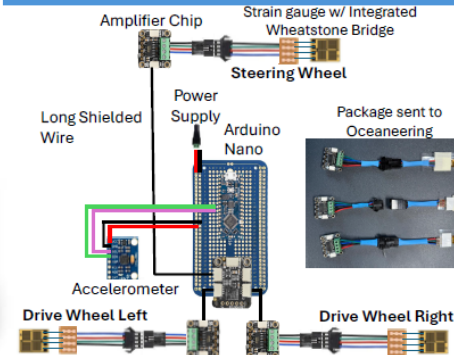 Amplifier Chip
Strain gauge w/ Integrated
Wheatstone Bridge
Steering Wheel
Power
Supply
Long Shielded
Wire
Arduino
Nano
Package sent to
Oceaneering
Accelerometer
Drive Wheel Left
Drive Wheel Right